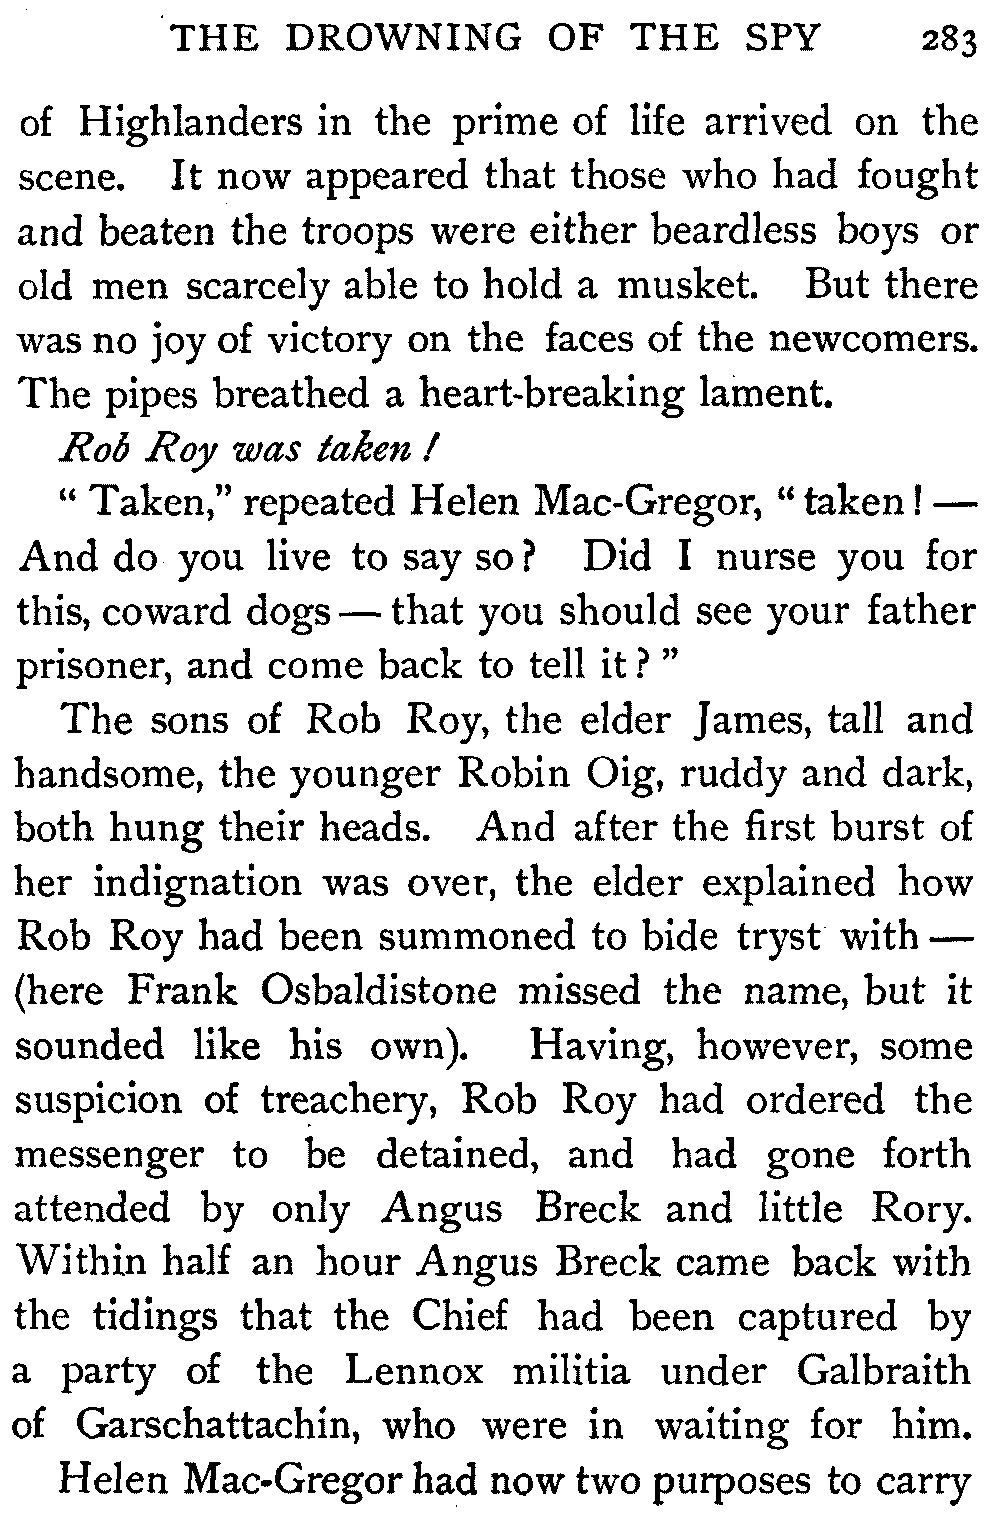 THE DROWNING OF THE SPY 283
of Highlanders in the prime of life arrived on the
scene. It now appeared that those who had fought
and beaten the troops were either beardless boys or
old men scarcely able to hold a musket. But there
was no joy of victory on the faces of the newcomers.
The pipes breathed a heart-breaking lament.
Rob Roy was taken!
“ Taken,” repeated Helen Mac-Gregor, “ taken! —
And do you live to say so? Did I nurse you for
this, coward dogs — that you should see your father
prisoner, and come back to tell it? ”
The sons of Rob Roy, the elder James, tall and
handsome, the younger Robin Oig, ruddy and dark,
both hung their heads. And after the first burst of
her indignation was over, the elder explained how
Rob Roy had been summoned to bide tryst with —
(here Frank Osbaldistone missed the name, but it
sounded like his own). Having, however, some
suspicion of treachery, Rob Roy had ordered the
messenger to be detained, and had gone forth
attended by only Angus Breck and little Rory.
Within half an hour Angus Breck came back with
the tidings that the Chief had been captured by
a party of the Lennox militia under Galbraith
of Garschattachin, who were in waiting for him.
Helen Mac-Gregor had now two purposes to carry